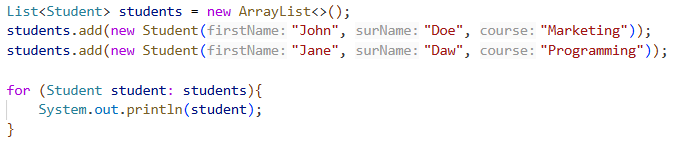 List<Student> students = new ArrayList<>();
students.add(new Student(firstName: "John", surName: "Doe", course: "Marketing"));
students.add(new Student(firstName: "Jane", surName: "Daw", course: "Programming"));
for (Student student: students){
System.out.println(student);
}